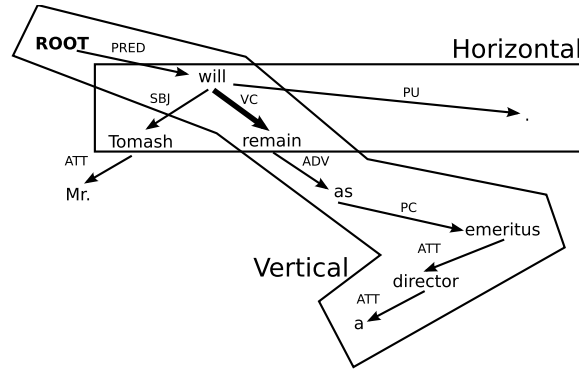 ROOT
PRED
Horizontal
will
PU
SBJ
VC
.
Tomash
remain
ATT
ADV
Mr.
as
PC
emeritus
ATT
Vertical
director
ATT
a